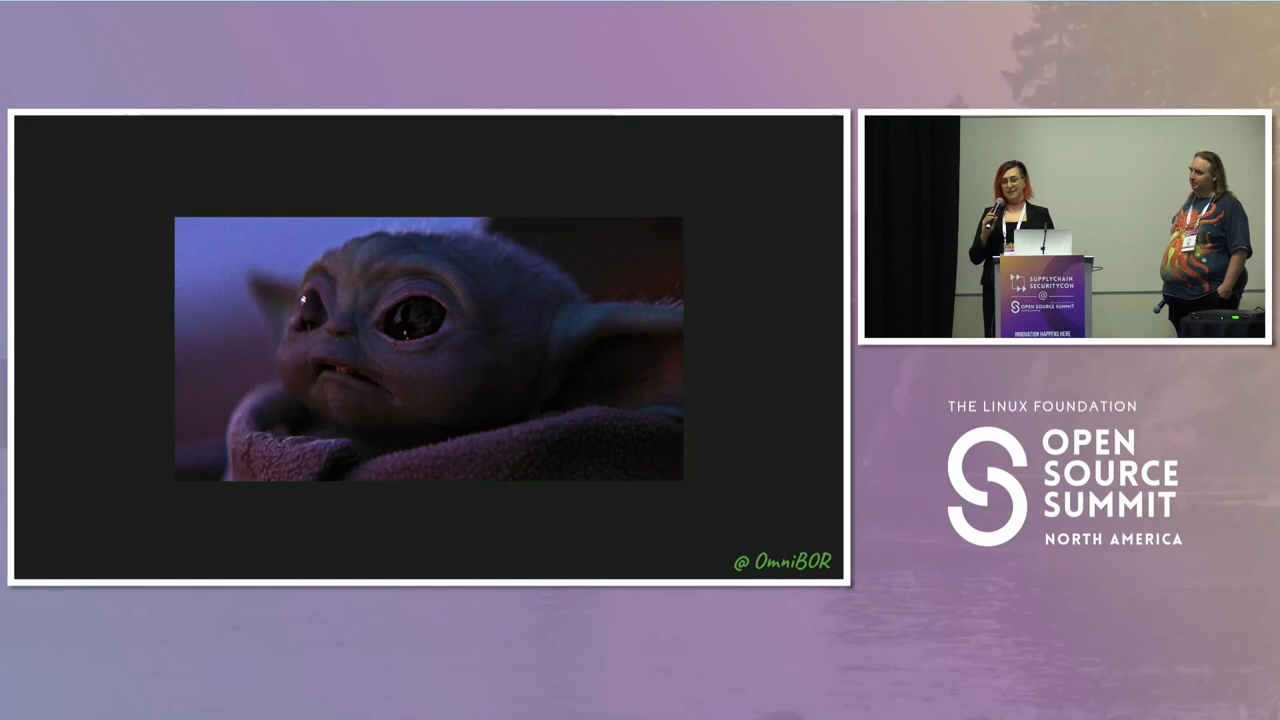 @ OmniBOR
SUPPLYCHAIN
SECURITYCON
@
OPEN SOURCE SUMMIT
INNOVATION HAPPENS HERE
THE LINUX FOUNDATION
OPEN
SOURCE
SUMMIT
NORTH AMERICA